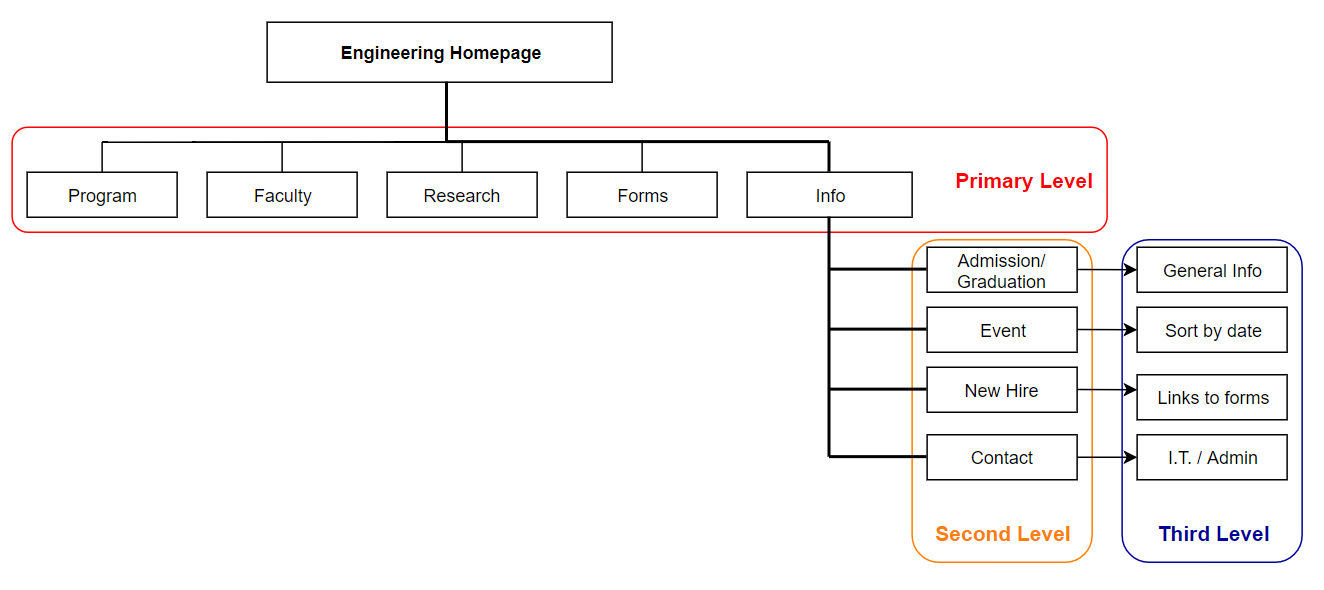 Engineering Homepage
Program
Faculty
Research
Forms
Info
Primary Level
Admission/
Graduation
General Info
Event
Sort by date
New Hire
Links to forms
Contact
I.T. / Admin
Second Level
Third Level